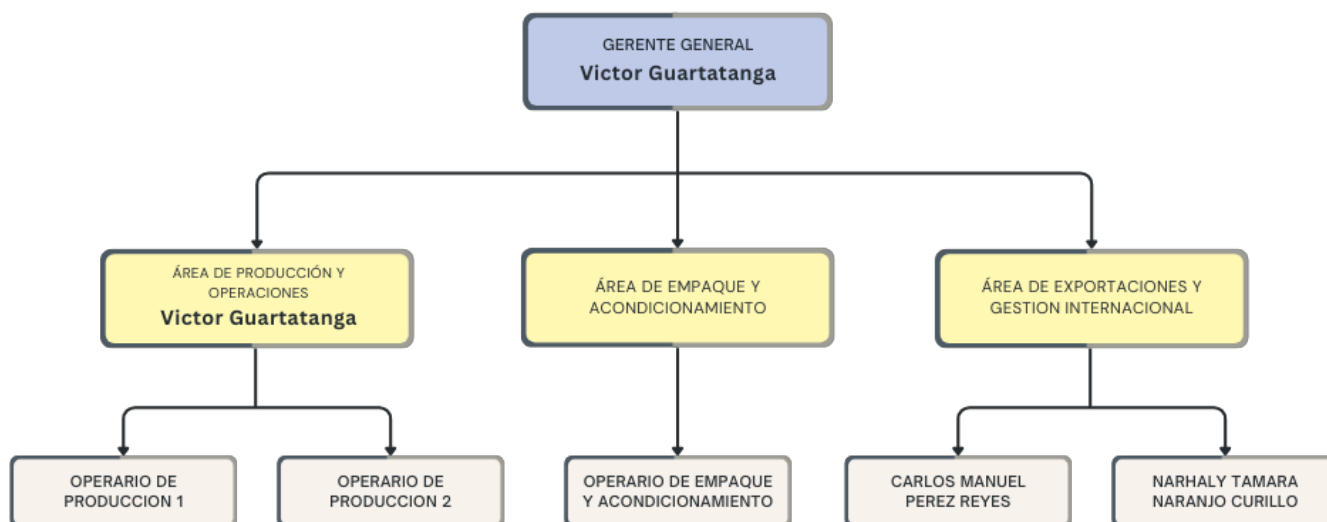 GERENTE GENERAL
Victor Guartatanga
ÁREA DE PRODUCCIÓN Y
OPERACIONES
Victor Guartatanga
ÁREA DE EMPAQUE Y
ACONDICIONAMIENTO
ÁREA DE EXPORTACIONES Y
GESTION INTERNACIONAL
OPERARIO DE
PRODUCCION 1
OPERARIO DE
PRODUCCION 2
OPERARIO DE EMPAQUE
Y ACONDICIONAMIENTO
CARLOS MANUEL
PEREZ REYES
NARHALY TAMARA
NARANJO CURILLO